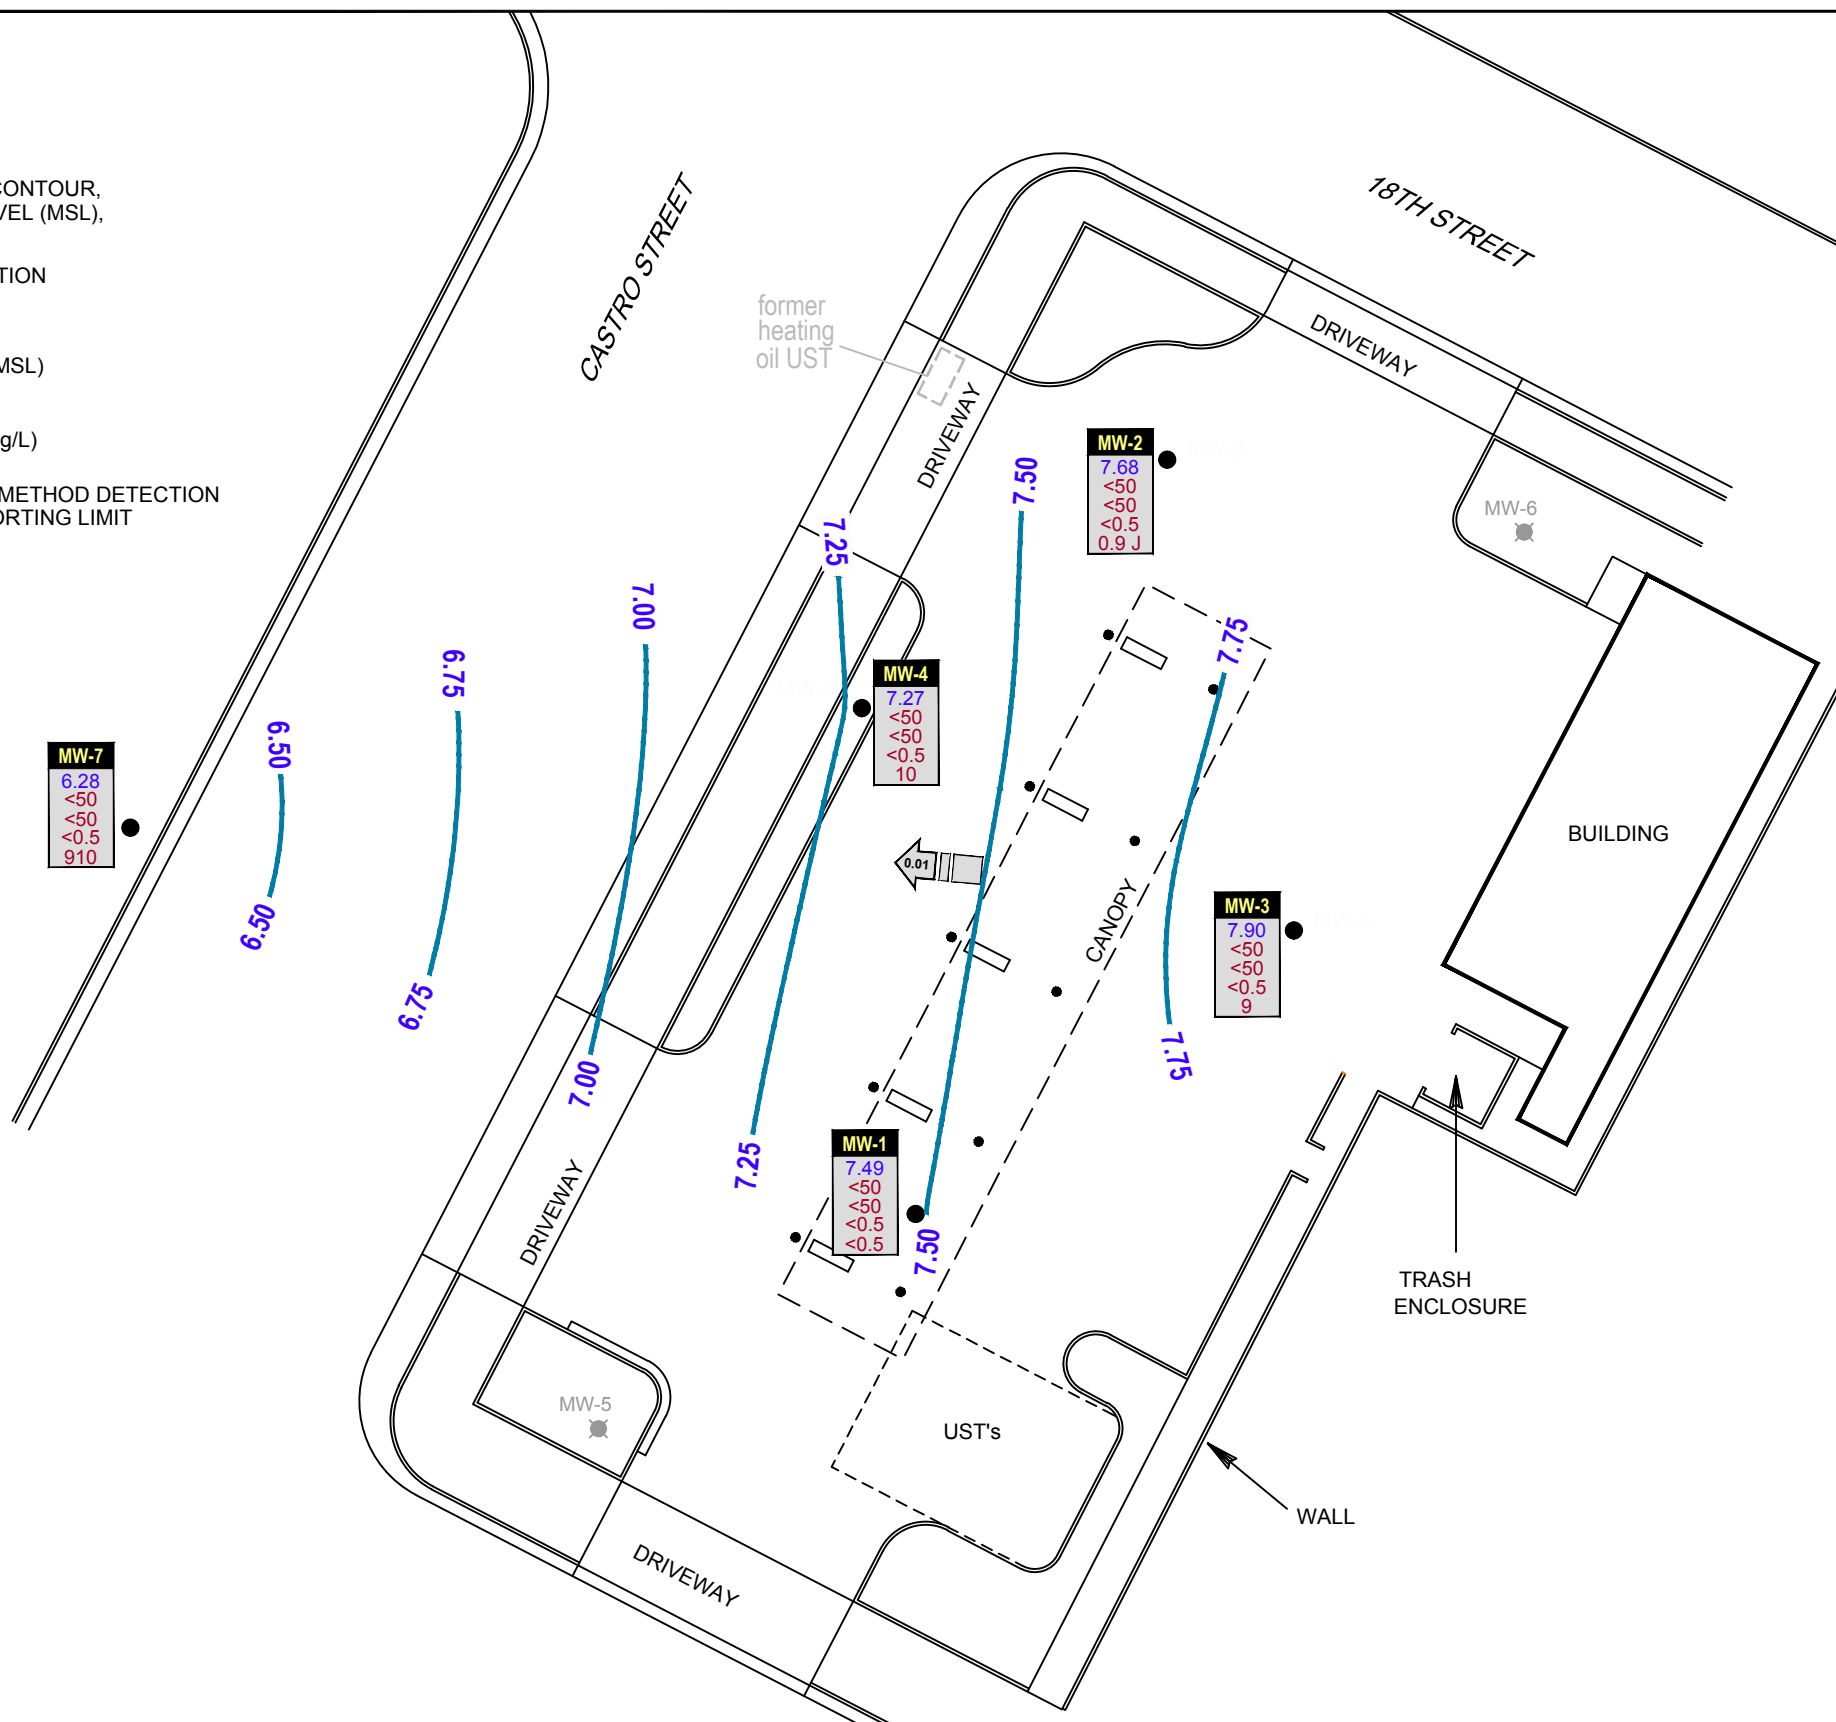 CONTOUR,
VEL (MSL),
TION
MSL)
g/L)
METHOD DETECTION
ORTING LIMIT
CASTRO STREET
18TH STREET
former
heating
oil UST
DRIVEWAY
DRIVEWAY
MW-2
7.68
<50
<50
<0.5
0.9 J
MW-6
7.50
7.25
7.00
6.75
6.50
7.75
MW-4
7.27
<50
<50
<0.5
10
MW-7
6.28
<50
<50
<0.5
910
0.01
BUILDING
CANOPY
MW-3
7.90
<50
<50
<0.5
9
6.50
6.75
7.00
7.25
7.75
MW-1
7.49
<50
<50
<0.5
<0.5
7.50
DRIVEWAY
TRASH
ENCLOSURE
MW-5
UST's
WALL
DRIVEWAY